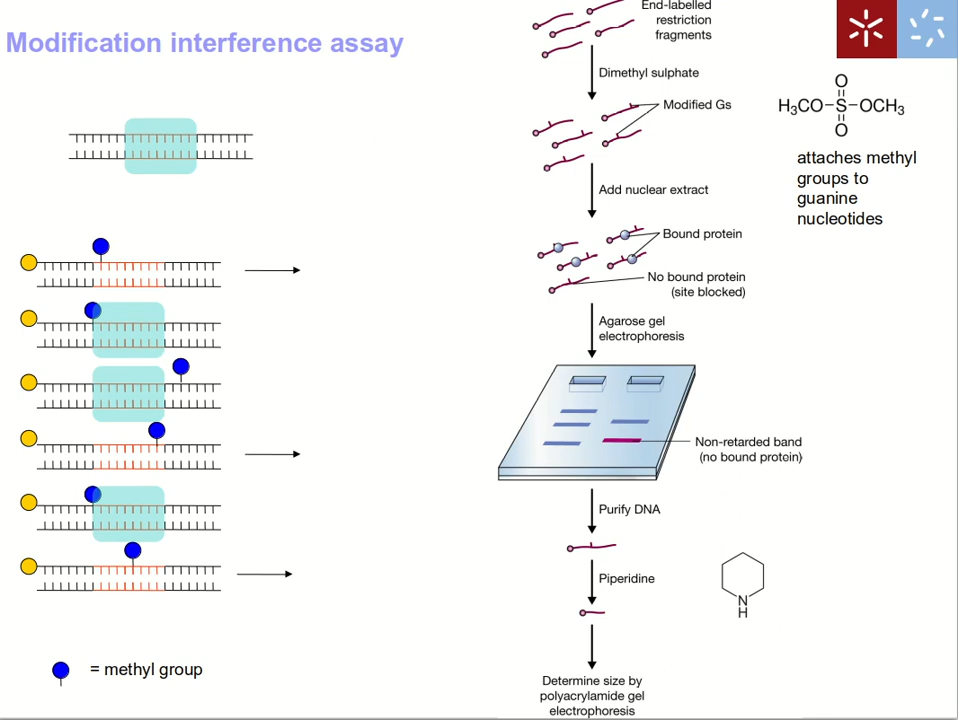 Modification interference assay
End-labelled
restriction
fragments
Dimethyl sulphate
Modified Gs
Add nuclear extract
Bound protein
No bound protein
(site blocked)
Agarose gel
electrophoresis
Non-retarded band
(no bound protein)
Purify DNA
Piperidine
Determine size by
polyacrylamide gel
electrophoresis
O
H3CO-S-OCH3
O
attaches methyl
groups to
guanine
nucleotides
N
H
= methyl group